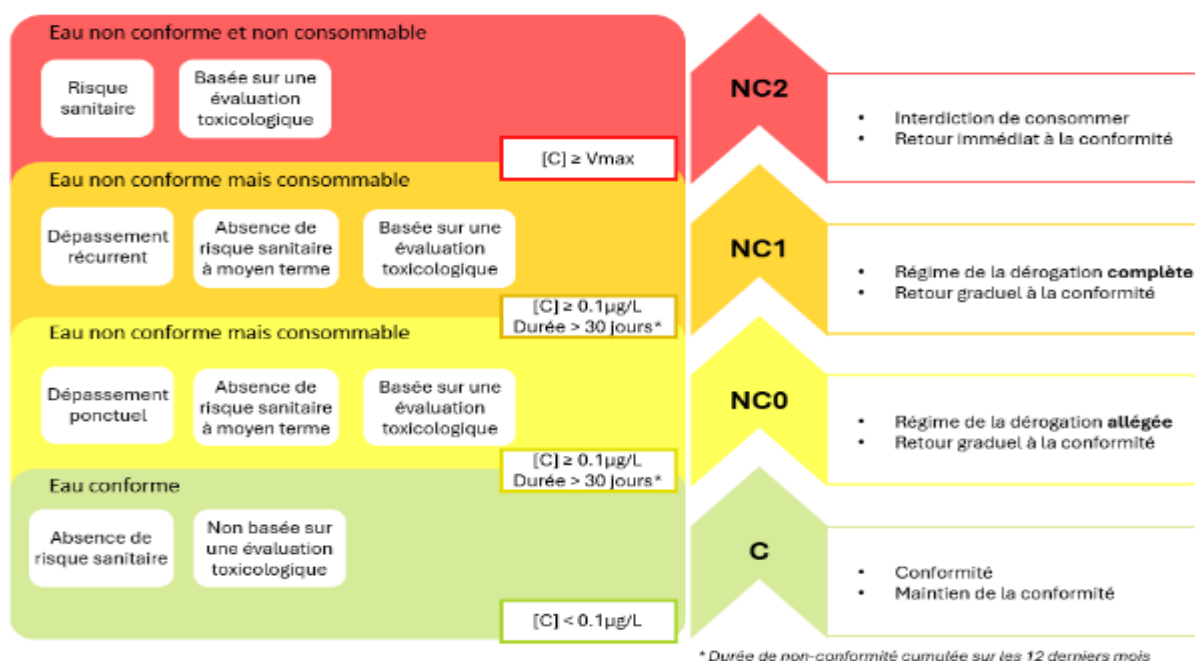 Eau non conforme et non consommable
Risque
sanitaire
Basée sur une
évaluation
toxicologique
[C] ≥ Vmax
NC2
• Interdiction de consommer
• Retour immédiat à la conformité
Eau non conforme mais consommable
Dépassement
récurrent
Absence de
risque sanitaire
à moyen terme
Basée sur une
évaluation
toxicologique
[C] ≥ 0.1µg/L
Durée > 30 jours*
NC1
• Régime de la dérogation complète
• Retour graduel à la conformité
Eau non conforme mais consommable
Dépassement
ponctuel
Absence de
risque sanitaire
à moyen terme
Basée sur une
évaluation
toxicologique
[C] ≥ 0.1µg/L
Durée > 30 jours*
NC0
• Régime de la dérogation allégée
• Retour graduel à la conformité
Eau conforme
Absence de
risque sanitaire
Non basée sur
une évaluation
toxicologique
[C] < 0.1µg/L
C
• Conformité
• Maintien de la conformité
* Durée de non-conformité cumulée sur les 12 derniers mois